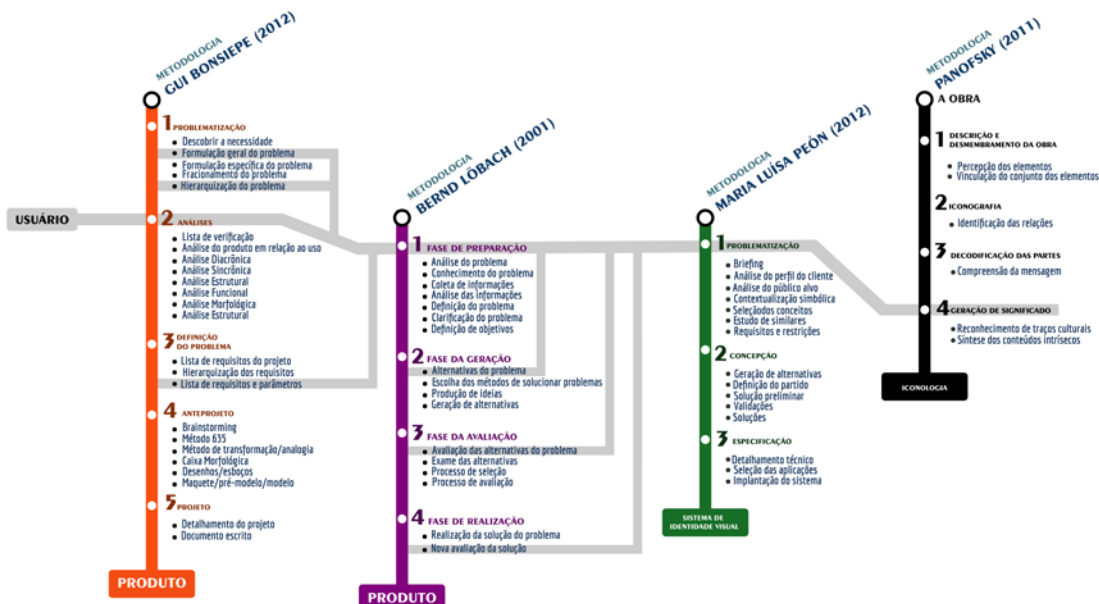 METODOLOGIA
GUI BONSIEPE (2012)
1 PROBLEMATIZAÇÃO
Descobrir a necessidade
Formulação geral do problema
Formulação específica do problema
Fracionamento do problema
Hierarquização do problema
USUÁRIO
2 ANÁLISES
Lista de verificação
Análise do produto em relação ao uso
Análise Diacrônica
Análise Sincrônica
Análise Estrutural
Análise Funcional
Análise Morfológica
Análise Estrutural
3 DEFINIÇÃO
DO PROBLEMA
Lista de requisitos do projeto
Hierarquização dos requisitos
Lista de requisitos e parâmetros
4 ANTEPROJETO
Brainstorming
Método 635
Método de transformação/analogia
Caixa Morfológica
Desenhos/esboços
Maquete/pré-modelo/modelo
5 PROJETO
Detalhamento do projeto
Documento escrito
PRODUTO
METODOLOGIA
BERND LÖBACH (2001)
1 FASE DE PREPARAÇÃO
Análise do problema
Conhecimento do problema
Coleta de informações
Análise das informações
Definição do problema
Clarificação do problema
Definição de objetivos
2 FASE DA GERAÇÃO
Alternativas do problema
Escolha dos métodos de solucionar problemas
Produção de ideias
Geração de alternativas
3 FASE DA AVALIAÇÃO
Avaliação das alternativas do problema
Exame das alternativas
Processo de seleção
Processo de avaliação
4 FASE DE REALIZAÇÃO
Realização da solução do problema
Nova avaliação da solução
PRODUTO
METODOLOGIA
MARIA LUÍSA PEÓN (2012)
1 PROBLEMATIZAÇÃO
Briefing
Análise do perfil do cliente
Análise do público alvo
Contextualização simbólica
Seleçãodos conceitos
Estudo de similares
Requisitos e restrições
2 CONCEPÇÃO
Geração de alternativas
Definição do partido
Solução preliminar
Validações
Soluções
3 ESPECIFICAÇÃO
Detalhamento técnico
Seleção das aplicações
Implantação do sistema
SISTEMA DE
IDENTIDADE VISUAL
METODOLOGIA
PANOFSKY (2011)
A OBRA
1 DESCRIÇÃO E
DESMEMBRAMENTO DA OBRA
Percepção dos elementos
Vinculação do conjunto dos elementos
2 ICONOGRAFIA
Identificação das relações
3 DECODIFICAÇÃO DAS PARTES
Compreensão da mensagem
4 GERAÇÃO DE SIGNIFICADO
Reconhecimento de traços culturais
Síntese dos conteúdos intrísecos
ICONOLOGIA